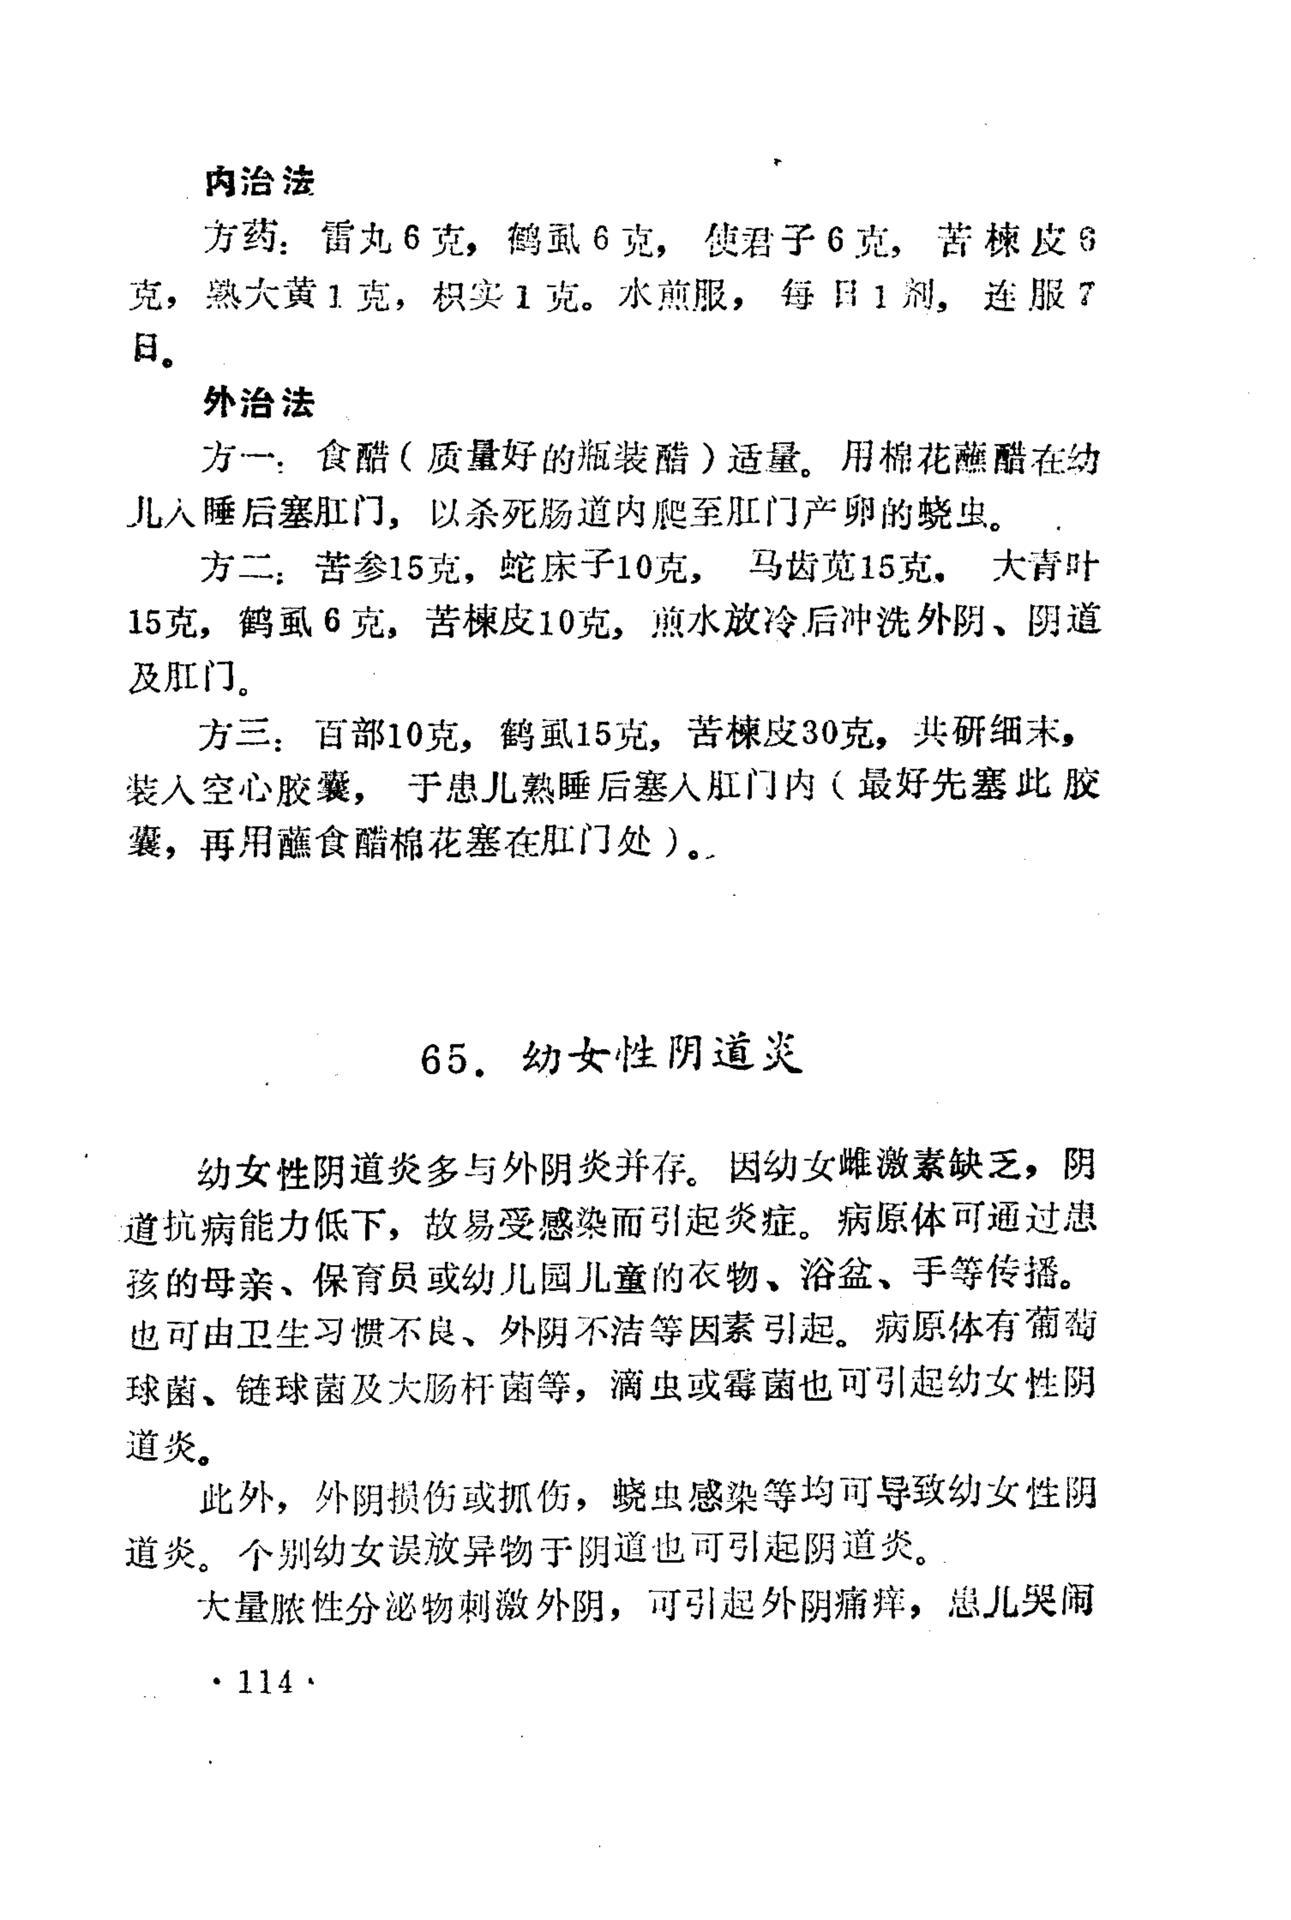 内治法
方药：雷丸6克，鹤虱6克，使君子6克，苦楝皮6
克，熟大黄1克，枳实1克。水煎服，每日1剂，连服7
日。
外治法
方一：食醋（质量好的瓶装醋）适量。用棉花蘸醋在幼
儿入睡后塞肛门，以杀死肠道内爬至肛门产卵的蛲虫。
方二：苦参15克，蛇床子10克，马齿苋15克，大青叶
15克，鹤虱6克，苦楝皮10克，煎水放冷后冲洗外阴、阴道
及肛门。
方三：百部10克，鹤虱15克，苦楝皮30克，共研细末，
装入空心胶囊，于患儿熟睡后塞入肛门内（最好先塞此胶
囊，再用蘸食醋棉花塞在肛门处）。
65．幼女性阴道炎
幼女性阴道炎多与外阴炎并存。因幼女雌激素缺乏，阴
道抗病能力低下，故易受感染而引起炎症。病原体可通过患
孩的母亲、保育员或幼儿园儿童的衣物、浴盆、手等传播。
也可由卫生习惯不良、外阴不洁等因素引起。病原体有葡萄
球菌、链球菌及大肠杆菌等，滴虫或霉菌也可引起幼女性阴
道炎。
此外，外阴损伤或抓伤，蛲虫感染等均可导致幼女性阴
道炎。个别幼女误放异物于阴道也可引起阴道炎。
大量脓性分泌物刺激外阴，可引起外阴痛痒，患儿哭闹
·114·